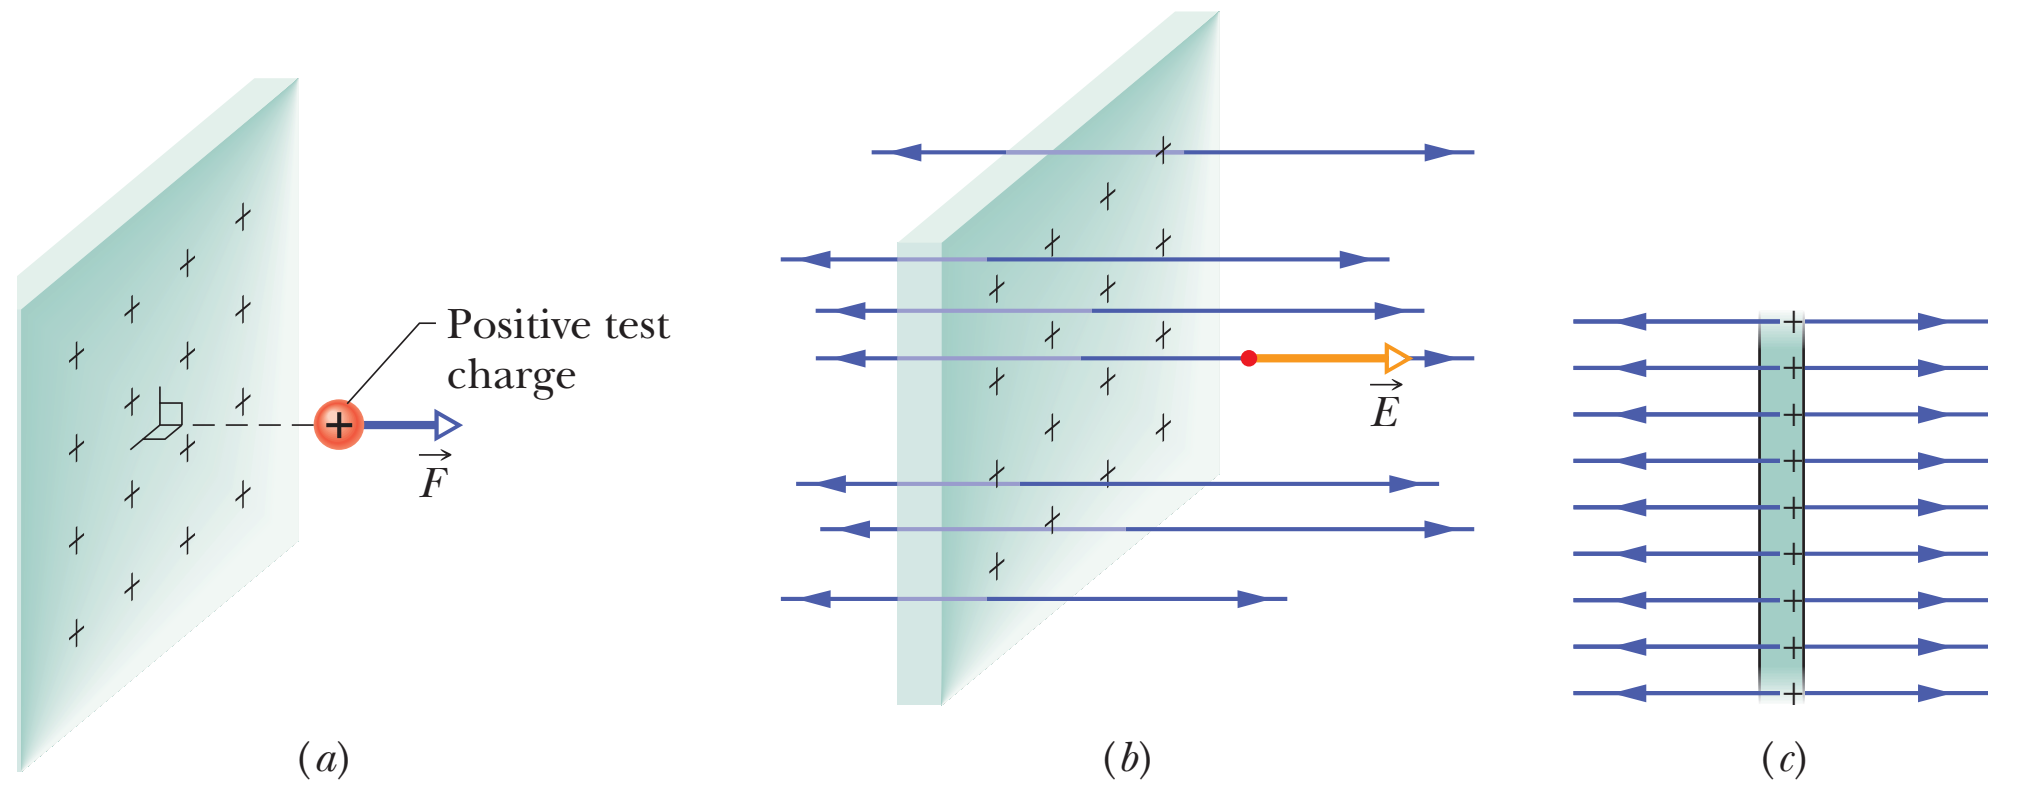 +
Positive test
charge
F
E
(a)
(b)
(c)
+
+
+
+
+
+
+
+
+